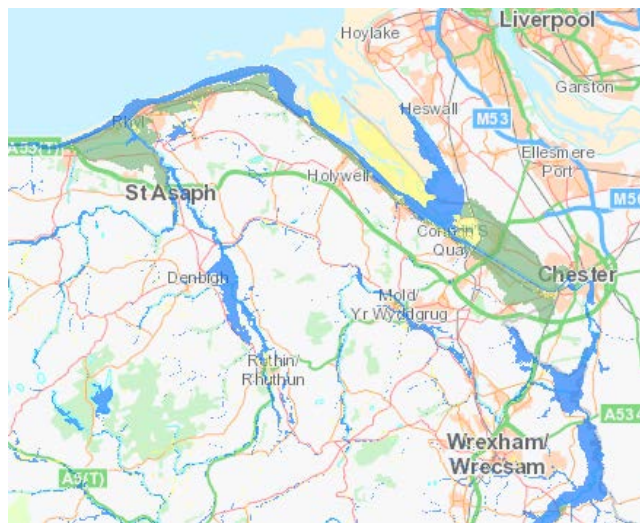 Liverpool
Hoylake
Garston
Heswall
M53
Rhyl
A55(T)
Ellesmere
Port
Holywell
St Asaph
M56
Quay
Chester
Denbigh
Mold/
Yr Wyddgrug
Ruthin/
Rhuthun
A534
Wrexham/
Wrecsam
A5(T)